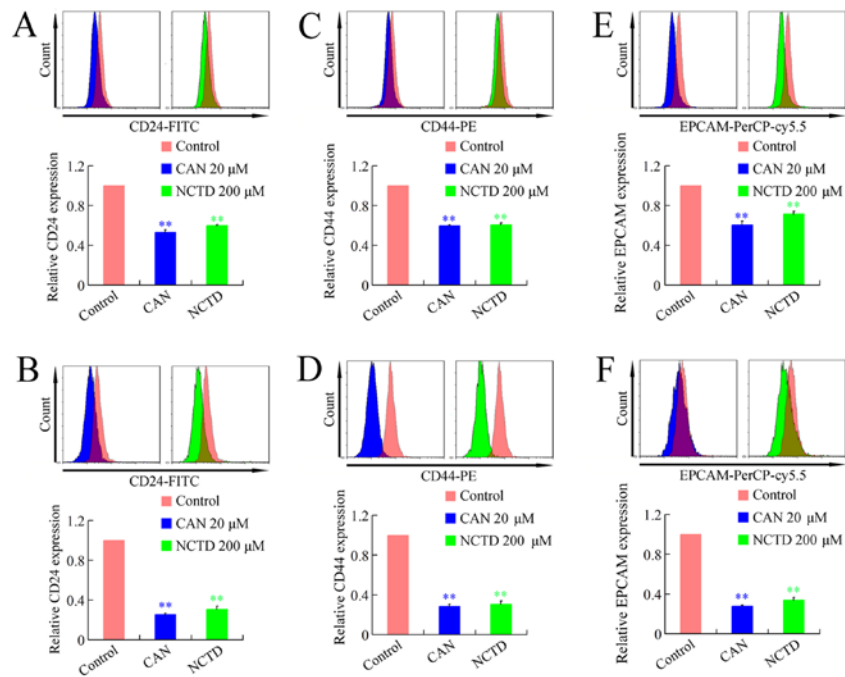 A
Count
CD24-FITC
Control
CAN 20 μM
NCTD 200 μM
Relative CD24 expression
1.2
0.8
0.4
0
Control
CAN
NCTD
**
**
C
Count
CD44-PE
Control
CAN 20 μM
NCTD 200 μM
Relative CD44 expression
1.2
0.8
0.4
0
Control
CAN
NCTD
**
**
E
Count
EPCAM-PerCP-cy5.5
Control
CAN 20 μM
NCTD 200 μM
Relative EPCAM expression
1.2
0.8
0.4
0
Control
CAN
NCTD
**
**
B
Count
CD24-FITC
Control
CAN 20 μM
NCTD 200 μM
Relative CD24 expression
1.2
0.8
0.4
0
Control
CAN
NCTD
**
**
D
Count
CD44-PE
Control
CAN 20 μM
NCTD 200 μM
Relative CD44 expression
1.2
0.8
0.4
0
Control
CAN
NCTD
**
**
F
Count
EPCAM-PerCP-cy5.5
Control
CAN 20 μM
NCTD 200 μM
Relative EPCAM expression
1.2
0.8
0.4
0
Control
CAN
NCTD
**
**